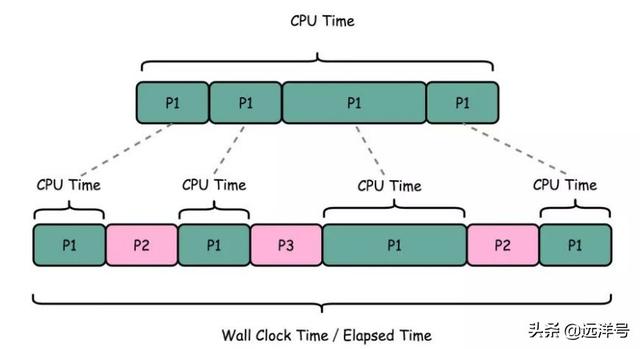 CPU Time
P1 P1 P1 P1
CPU Time CPU Time CPU Time CPU Time
P1 P2 P1 P3 P1 P2 P1
Wall Clock Time / Elapsed Time
头条 @远洋号